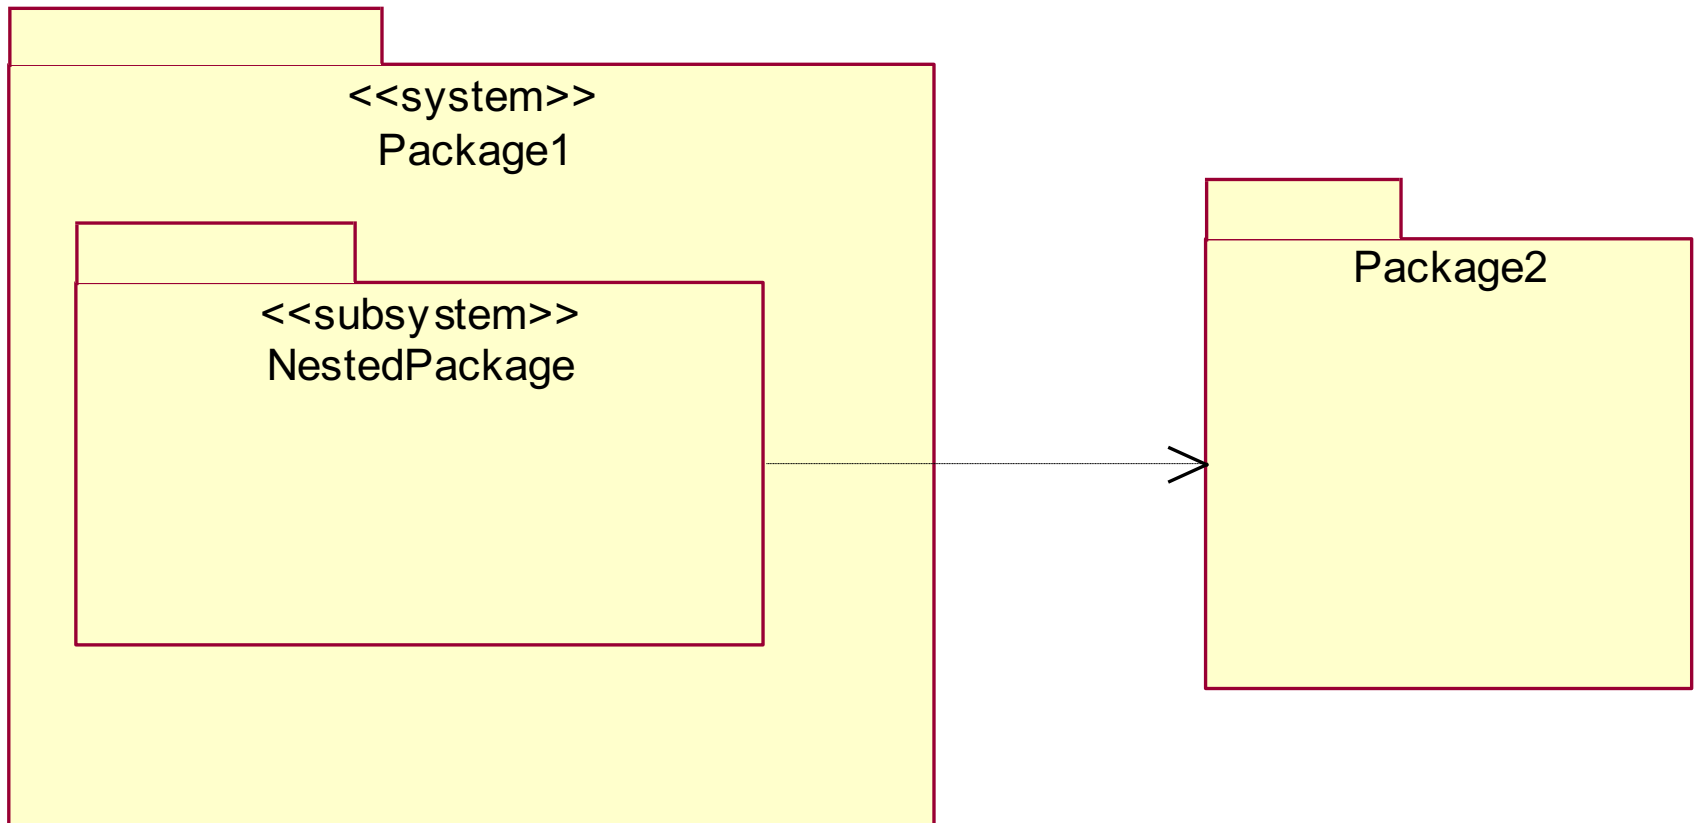 <<system>>
Package1
<<subsystem>>
NestedPackage
Package2